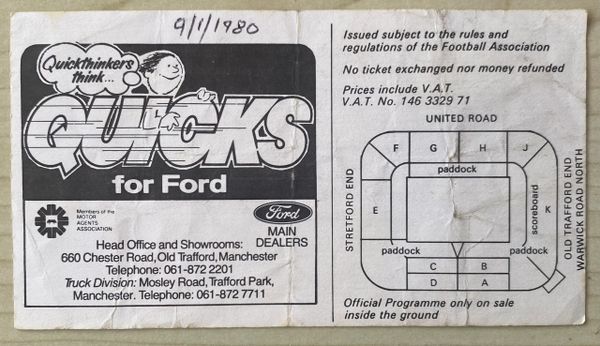 9/1/1980
Quickthinkers
think...
QUICKS
for Ford
Members of the
MOTOR
AGENTS
ASSOCIATION
Ford
MAIN
DEALERS
Head Office and Showrooms:
660 Chester Road, Old Trafford, Manchester
Telephone: 061-872 2201
Truck Division: Mosley Road, Trafford Park,
Manchester. Telephone: 061-872 7711
Issued subject to the rules and
regulations of the Football Association
No ticket exchanged nor money refunded
Prices include V.A.T.
V.A.T. No. 146 3329 71
UNITED ROAD
F G H J
paddock
STRETFORD END
E
scoreboard
K
OLD TRAFFORD END
WARWICK ROAD NORTH
paddock
paddock
C B
D A
Official Programme only on sale
inside the ground